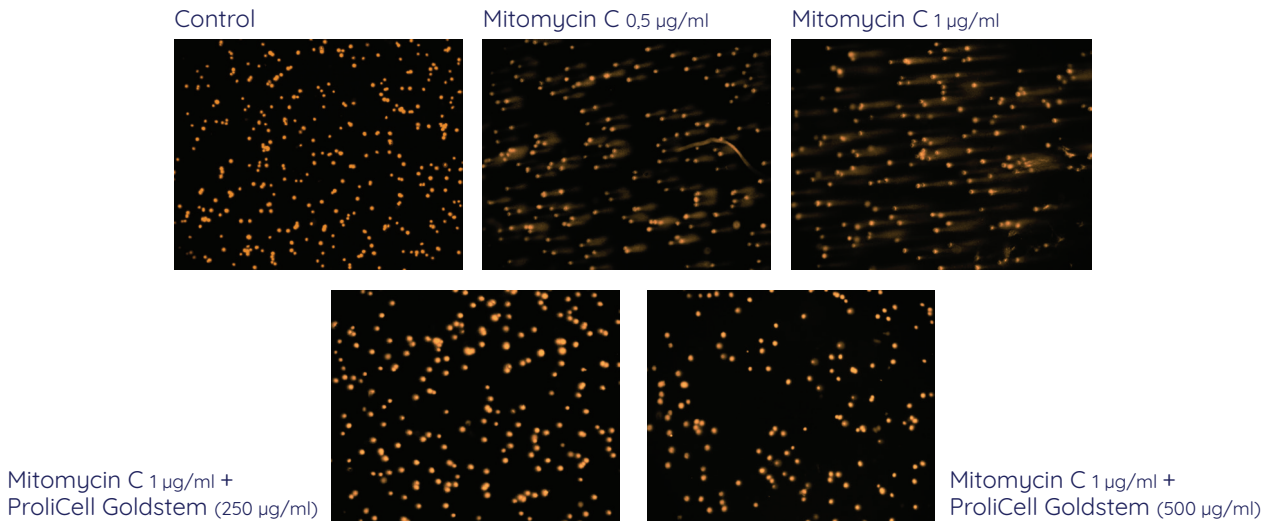 Control
Mitomycin C 0,5 µg/ml
Mitomycin C 1 µg/ml
Mitomycin C 1 µg/ml +
ProliCell Goldstem (250 µg/ml)
Mitomycin C 1 µg/ml +
ProliCell Goldstem (500 µg/ml)